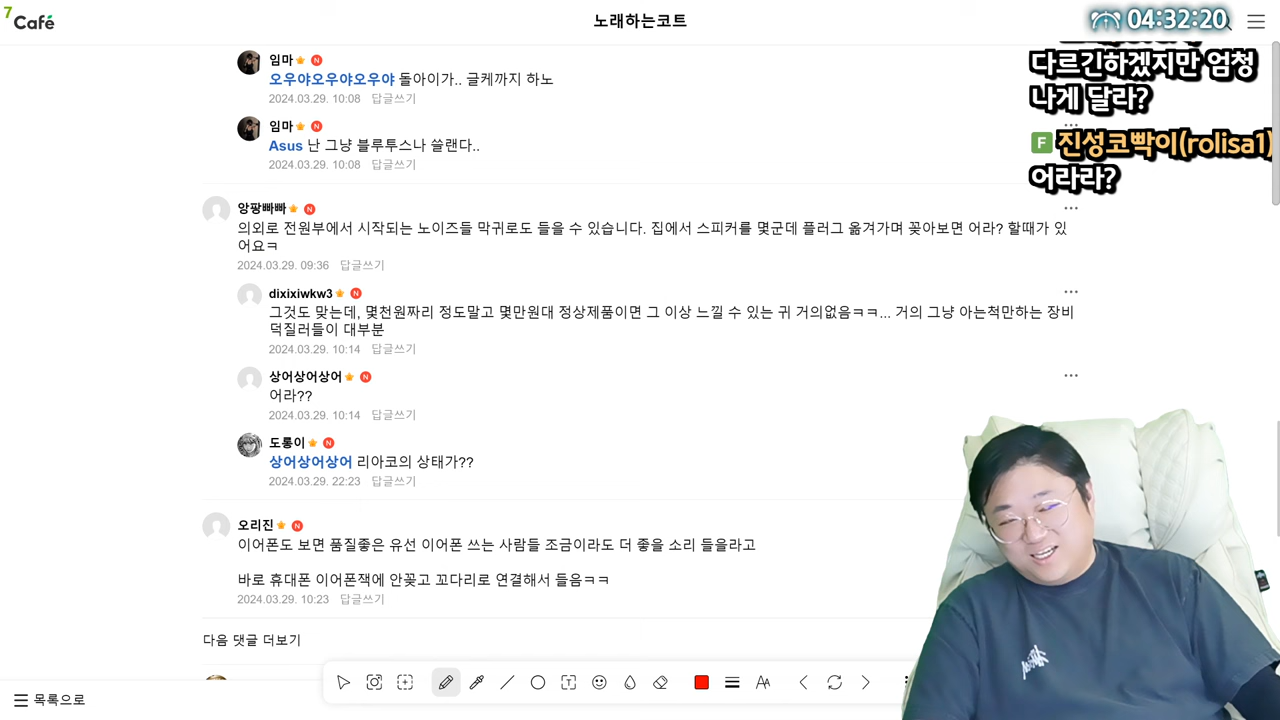 7
Café
노래하는코트
04:32:20
다르긴하겠지만 엄청
나게 달라?
F 진성코빡이(rolisa1)
어라라?
임마 N
오우야오우야오우야 돌아이가.. 글케까지 하노
2024.03.29. 10:08 답글쓰기
임마 N
Asus 난 그냥 블루투스나 쓸랜다..
2024.03.29. 10:08 답글쓰기
앙팡빠빠 N
의외로 전원부에서 시작되는 노이즈들 막귀로도 들을 수 있습니다. 집에서 스피커를 몇군데 플러그 옮겨가며 꽂아보면 어라? 할때가 있
어요ㅋ
2024.03.29. 09:36 답글쓰기
dixixiwkw3 N
그것도 맞는데, 몇천원짜리 정도말고 몇만원대 정상제품이면 그 이상 느낄 수 있는 귀 거의없음ㅋㅋ... 거의 그냥 아는척만하는 장비
덕질러들이 대부분
2024.03.29. 10:14 답글쓰기
상어상어상어 N
어라??
2024.03.29. 10:14 답글쓰기
도롱이 N
상어상어상어 리아코의 상태가??
2024.03.29. 22:23 답글쓰기
오리진 N
이어폰도 보면 품질좋은 유선 이어폰 쓰는 사람들 조금이라도 더 좋을 소리 들을라고
바로 휴대폰 이어폰잭에 안꽂고 꼬다리로 연결해서 들음ㅋㅋ
2024.03.29. 10:23 답글쓰기
다음 댓글 더보기
목록으로